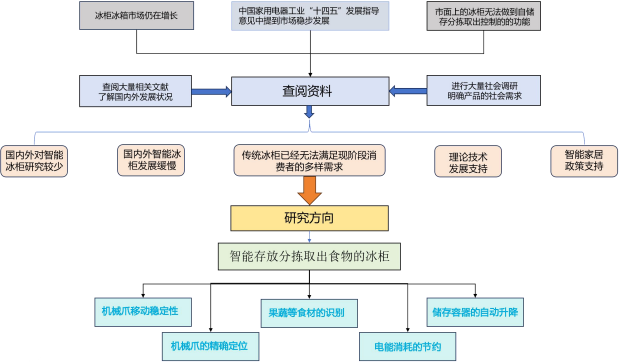 冰柜冰箱市场仍在增长
中国家用电器工业“十四五”发展指导
意见中提到市场稳步发展
市面上的冰柜无法做到自储
存分拣取出控制的的功能
查阅大量相关文献
了解国内外发展状况
查阅资料
进行大量社会调研
明确产品的社会需求
国内外对智能
冰柜研究较少
国内外智能冰
柜发展缓慢
传统冰柜已经无法满足现阶段消
费者的多样需求
理论技术
发展支持
智能家居
政策支持
研究方向
智能存放分拣取出食物的冰柜
机械爪移动稳定性
果蔬等食材的识别
储存容器的自动升降
机械爪的精确定位
电能消耗的节约